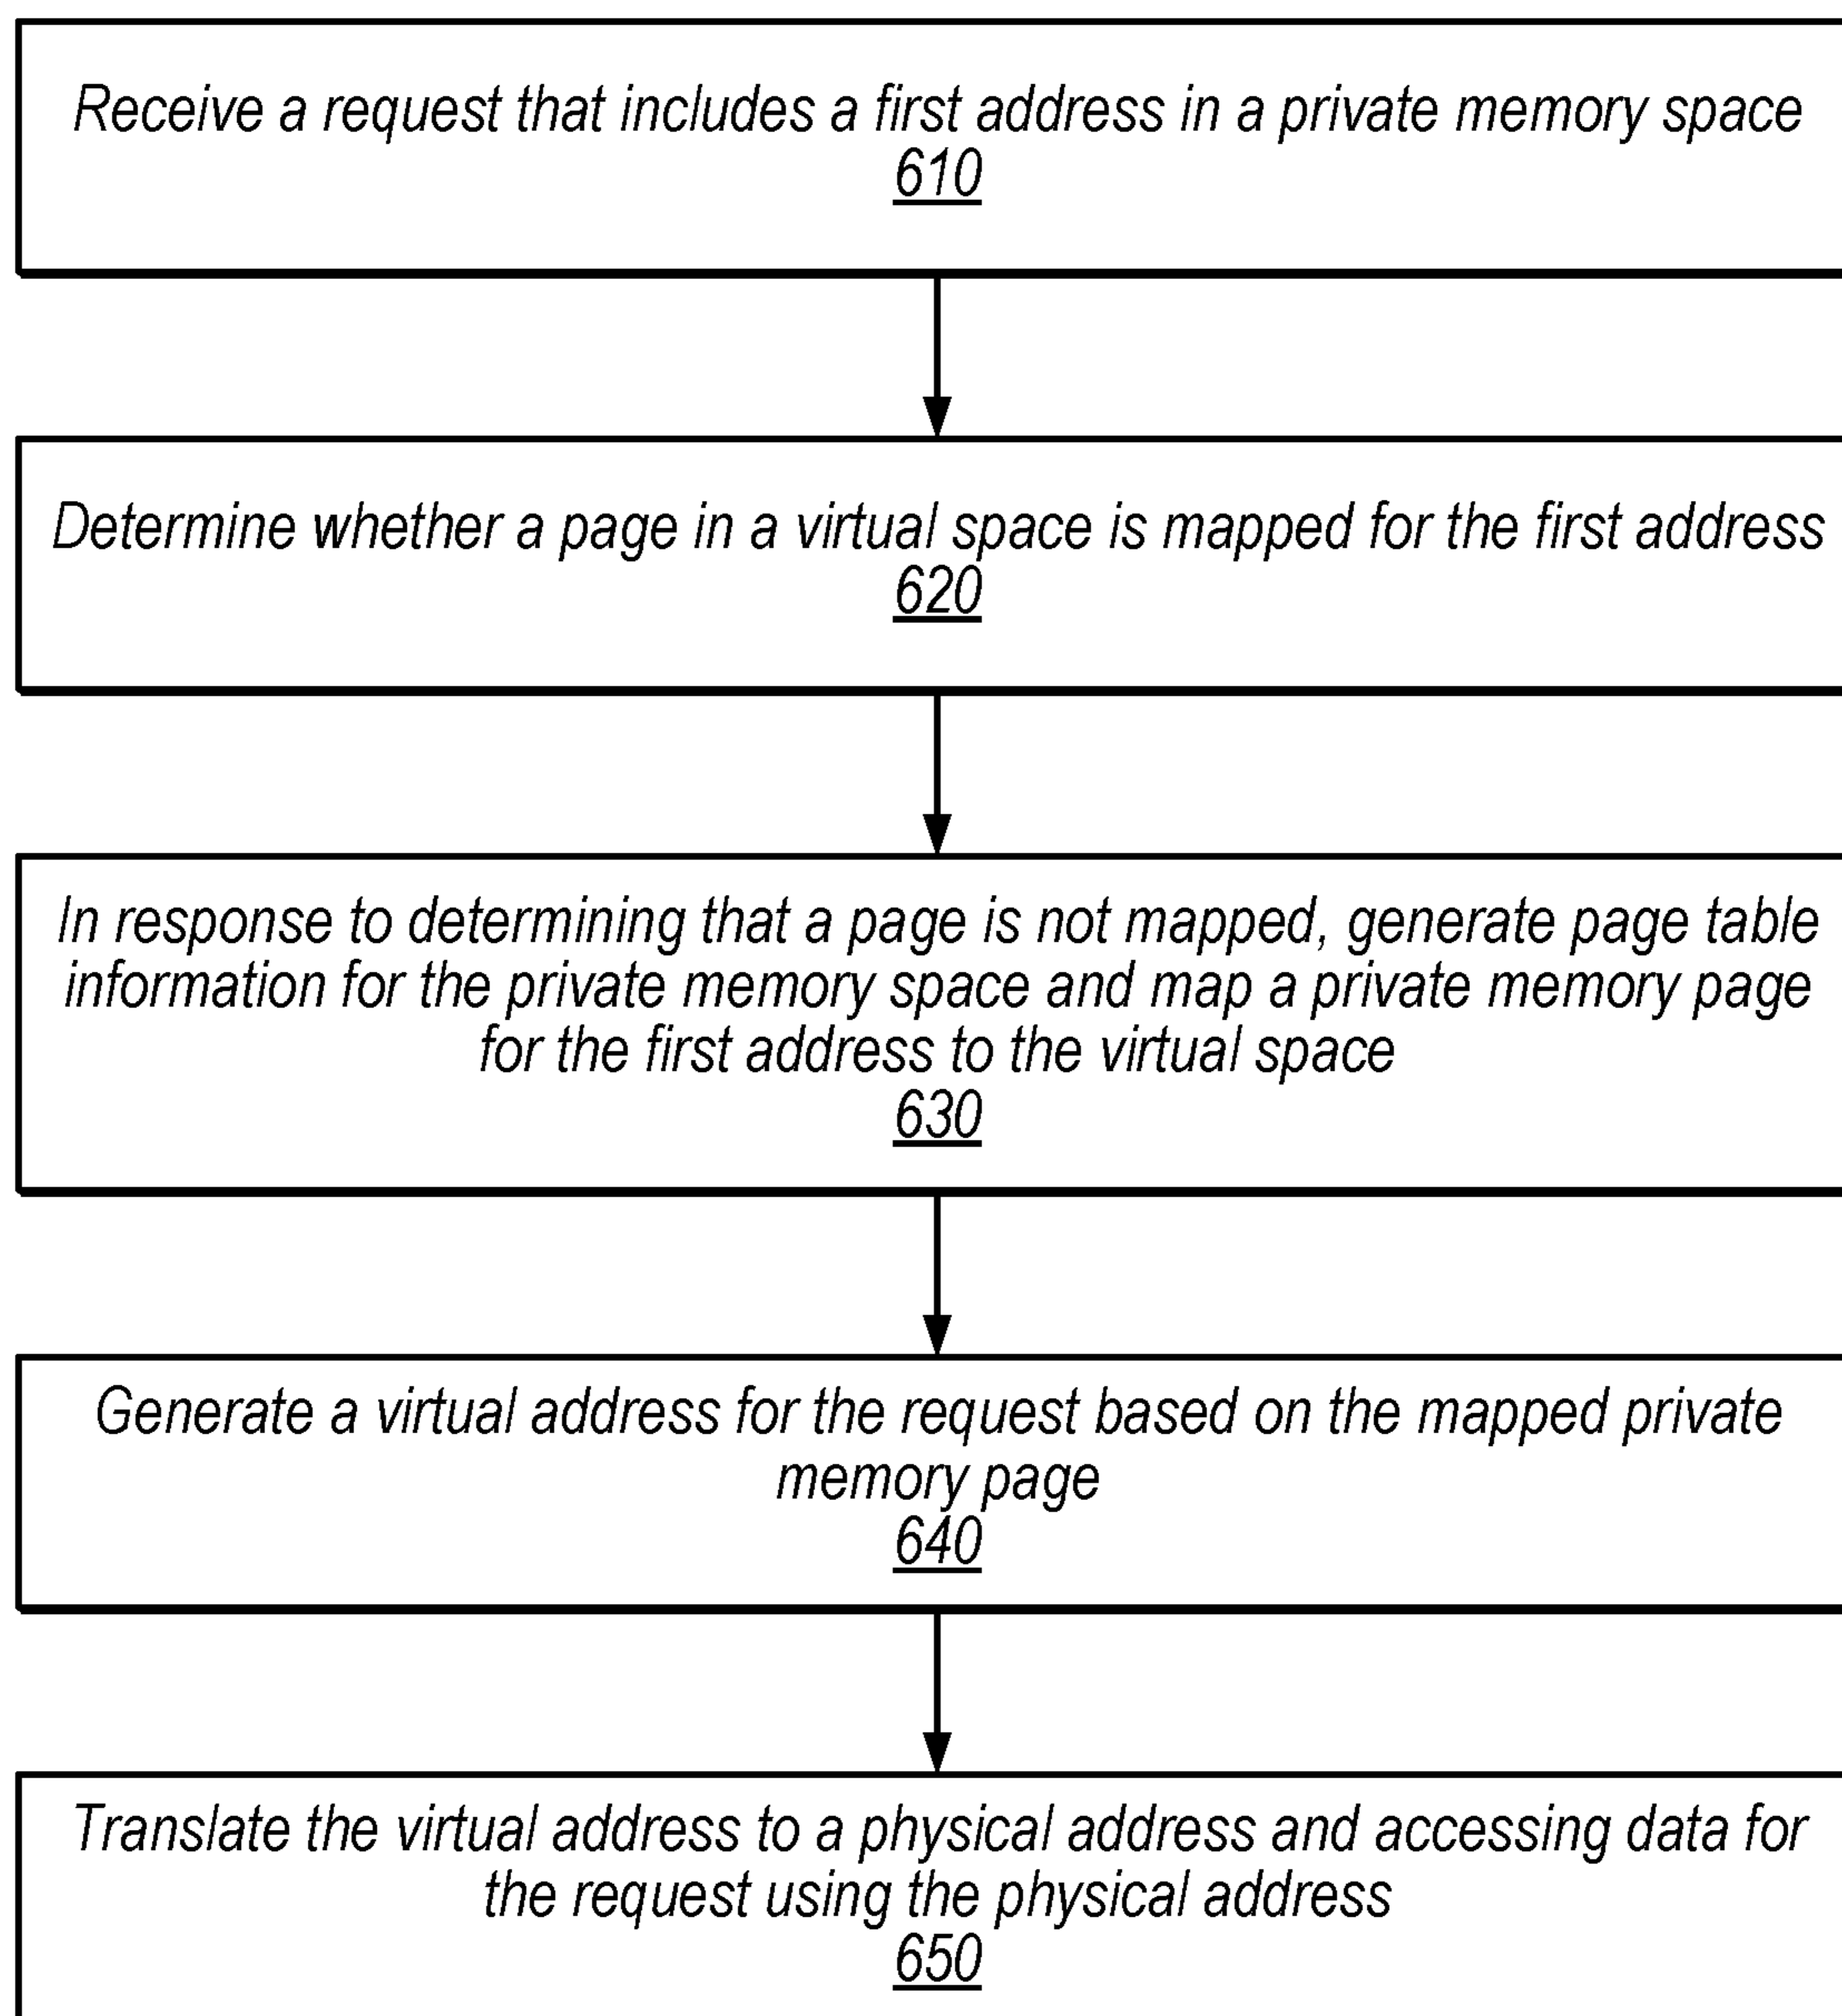 Receive a request that includes a first address in a private memory space
610
Determine whether a page in a virtual space is mapped for the first address
620
In response to determining that a page is not mapped, generate page table
information for the private memory space and map a private memory page
for the first address to the virtual space
630
Generate a virtual address for the request based on the mapped private
memory page
640
Translate the virtual address to a physical address and accessing data for
the request using the physical address
650